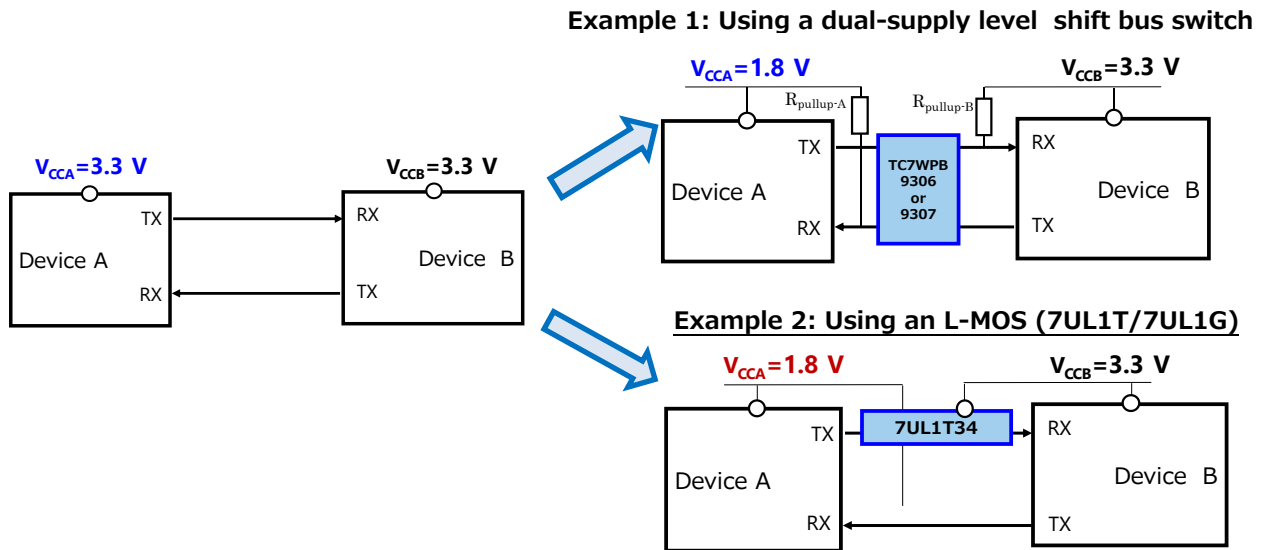 Example 1: Using a dual-supply level shift bus switch
VCCA=1.8 V
VCCB=3.3 V
Rpullup-A
Rpullup-B
TX
RX
TC7WPB
9306
or
9307
Device A
Device B
RX
TX
VCCA=3.3 V
VCCB=3.3 V
TX
RX
Device A
Device B
RX
TX
Example 2: Using an L-MOS (7UL1T/7UL1G)
VCCA=1.8 V
VCCB=3.3 V
TX
7UL1T34
RX
Device A
Device B
RX
TX